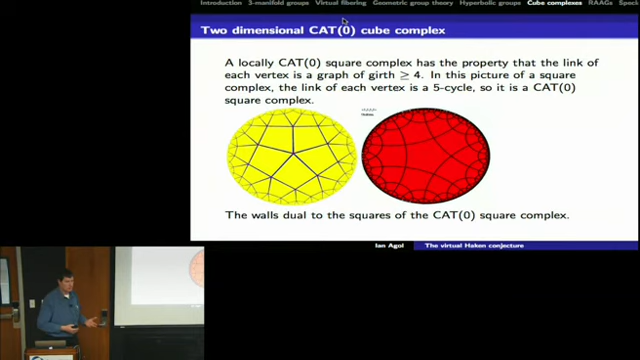 Introduction 3-manifold groups Virtual fibering Geometric group theory Hyperbolic groups Cube complexes RAAGs
Two dimensional CAT(0) cube complex
A locally CAT(0) square complex has the property that the link of
each vertex is a graph of girth ≥ 4. In this picture of a square
complex, the link of each vertex is a 5-cycle, so it is a CAT(0)
square complex.
The walls dual to the squares of the CAT(0) square complex.
Ian Agol The virtual Haken conjecture